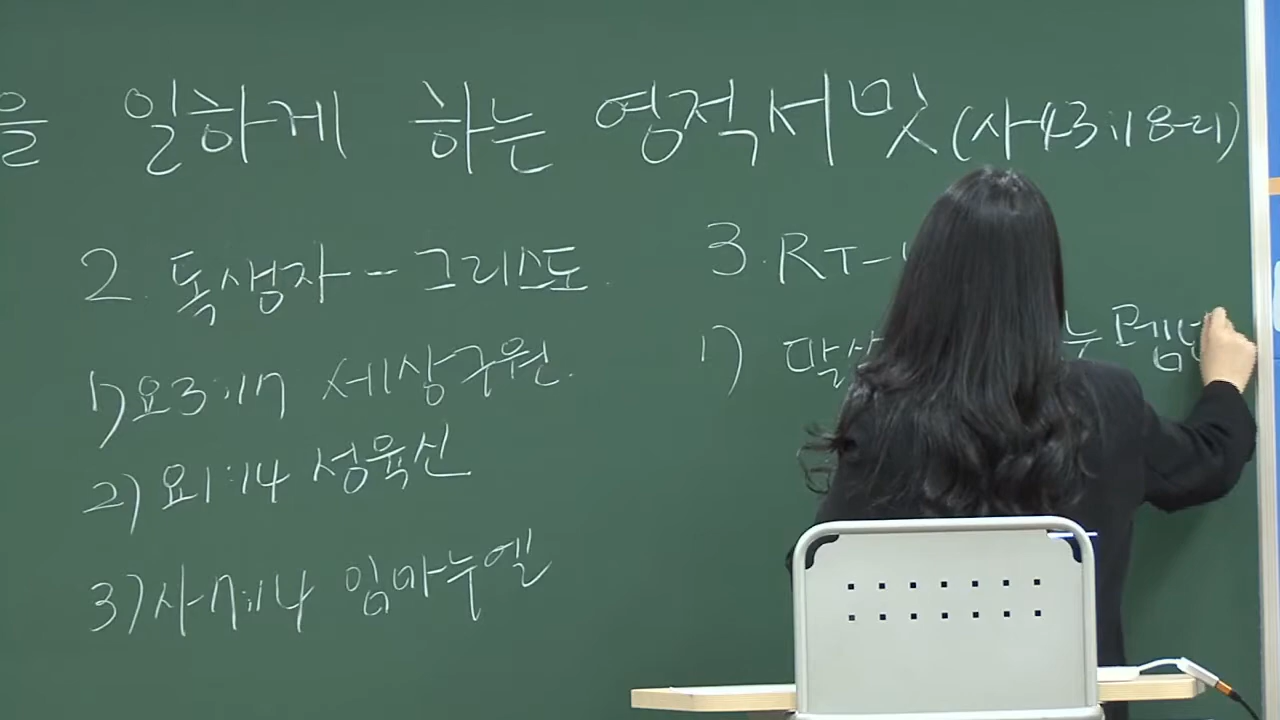 을 일하게 하는 영적서밋 (사43:18-21)
2. 독생자 - 그리스도.
1) 요3:17 세상구원.
2) 요1:14 성육신
3) 사7:14 임마누엘
3. RT-
1) 달